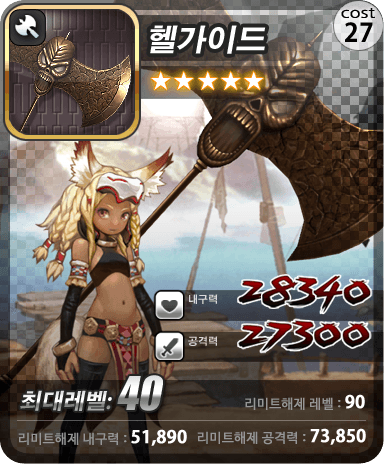 헬가이드
cost
27
내구력 28340
공격력 27300
최대레벨: 40
리미트해제 레벨 : 90
리미트해제 내구력 : 51,890 리미트해제 공격력 : 73,850